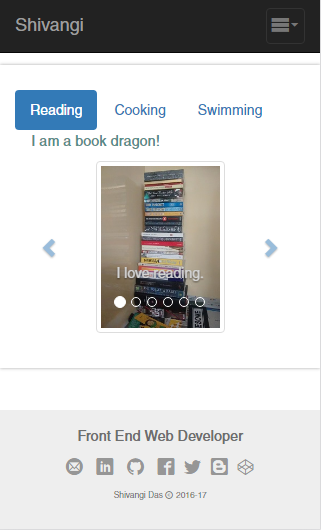 Shivangi
Reading Cooking Swimming
I am a book dragon!
I love reading.
Front End Web Developer
Shivangi Das © 2016-17